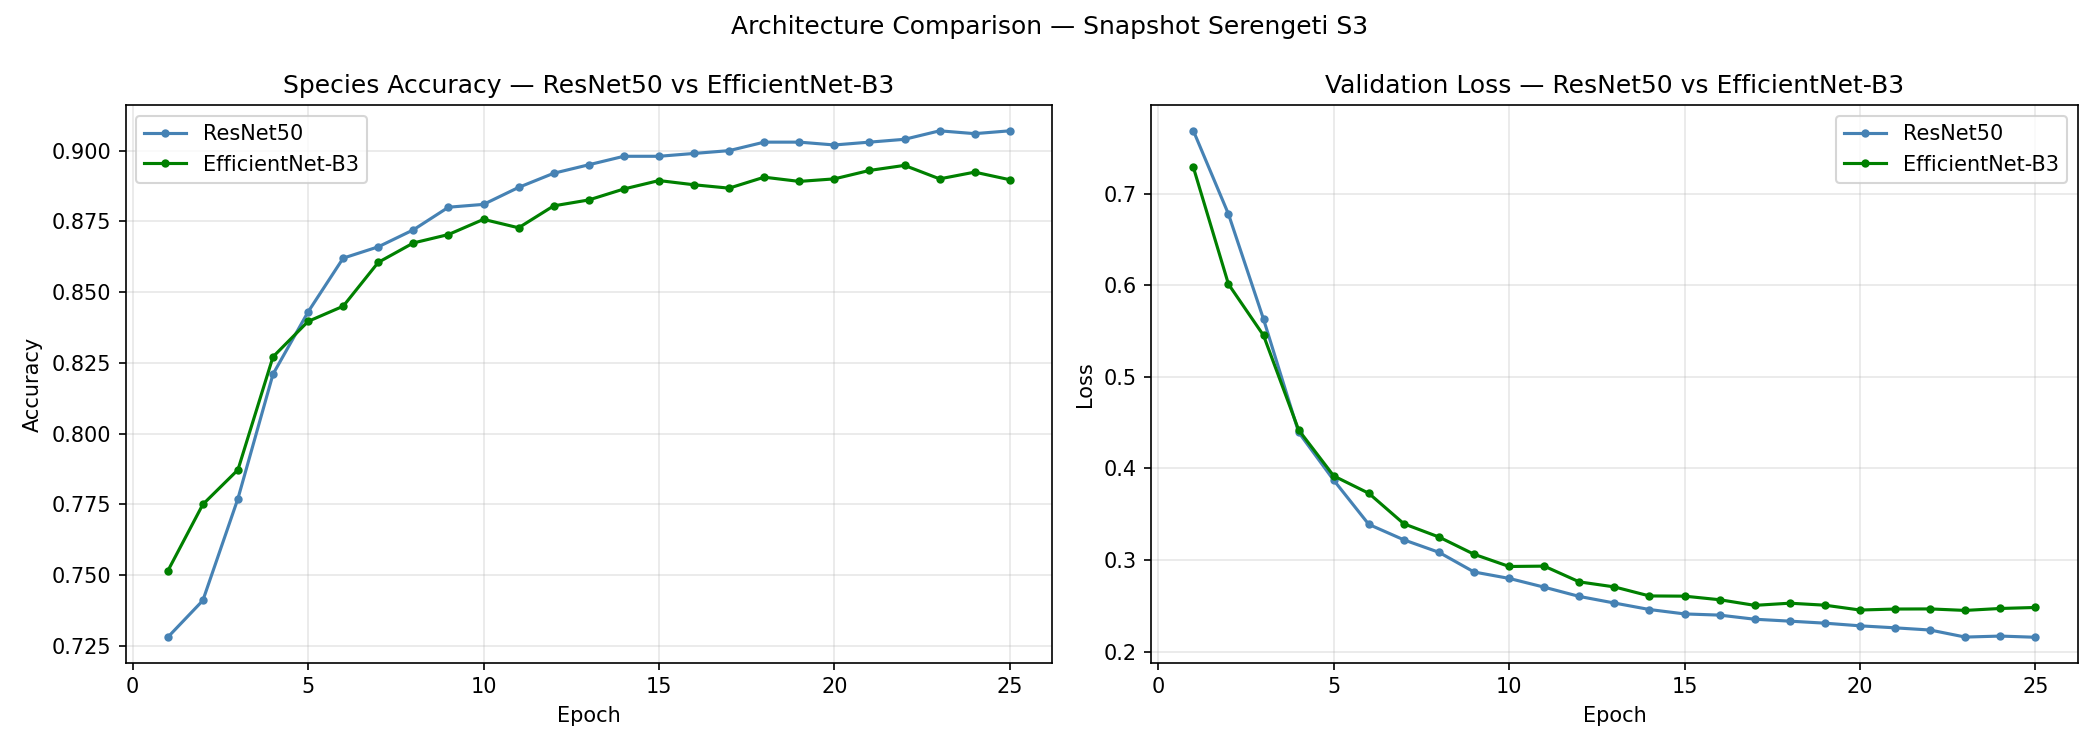 Architecture Comparison — Snapshot Serengeti S3
Species Accuracy — ResNet50 vs EfficientNet-B3
ResNet50
EfficientNet-B3
0.900
0.875
0.850
0.825
0.800
0.775
0.750
0.725
Accuracy
0 5 10 15 20 25
Epoch
Validation Loss — ResNet50 vs EfficientNet-B3
ResNet50
EfficientNet-B3
0.7
0.6
0.5
0.4
0.3
0.2
Loss
0 5 10 15 20 25
Epoch